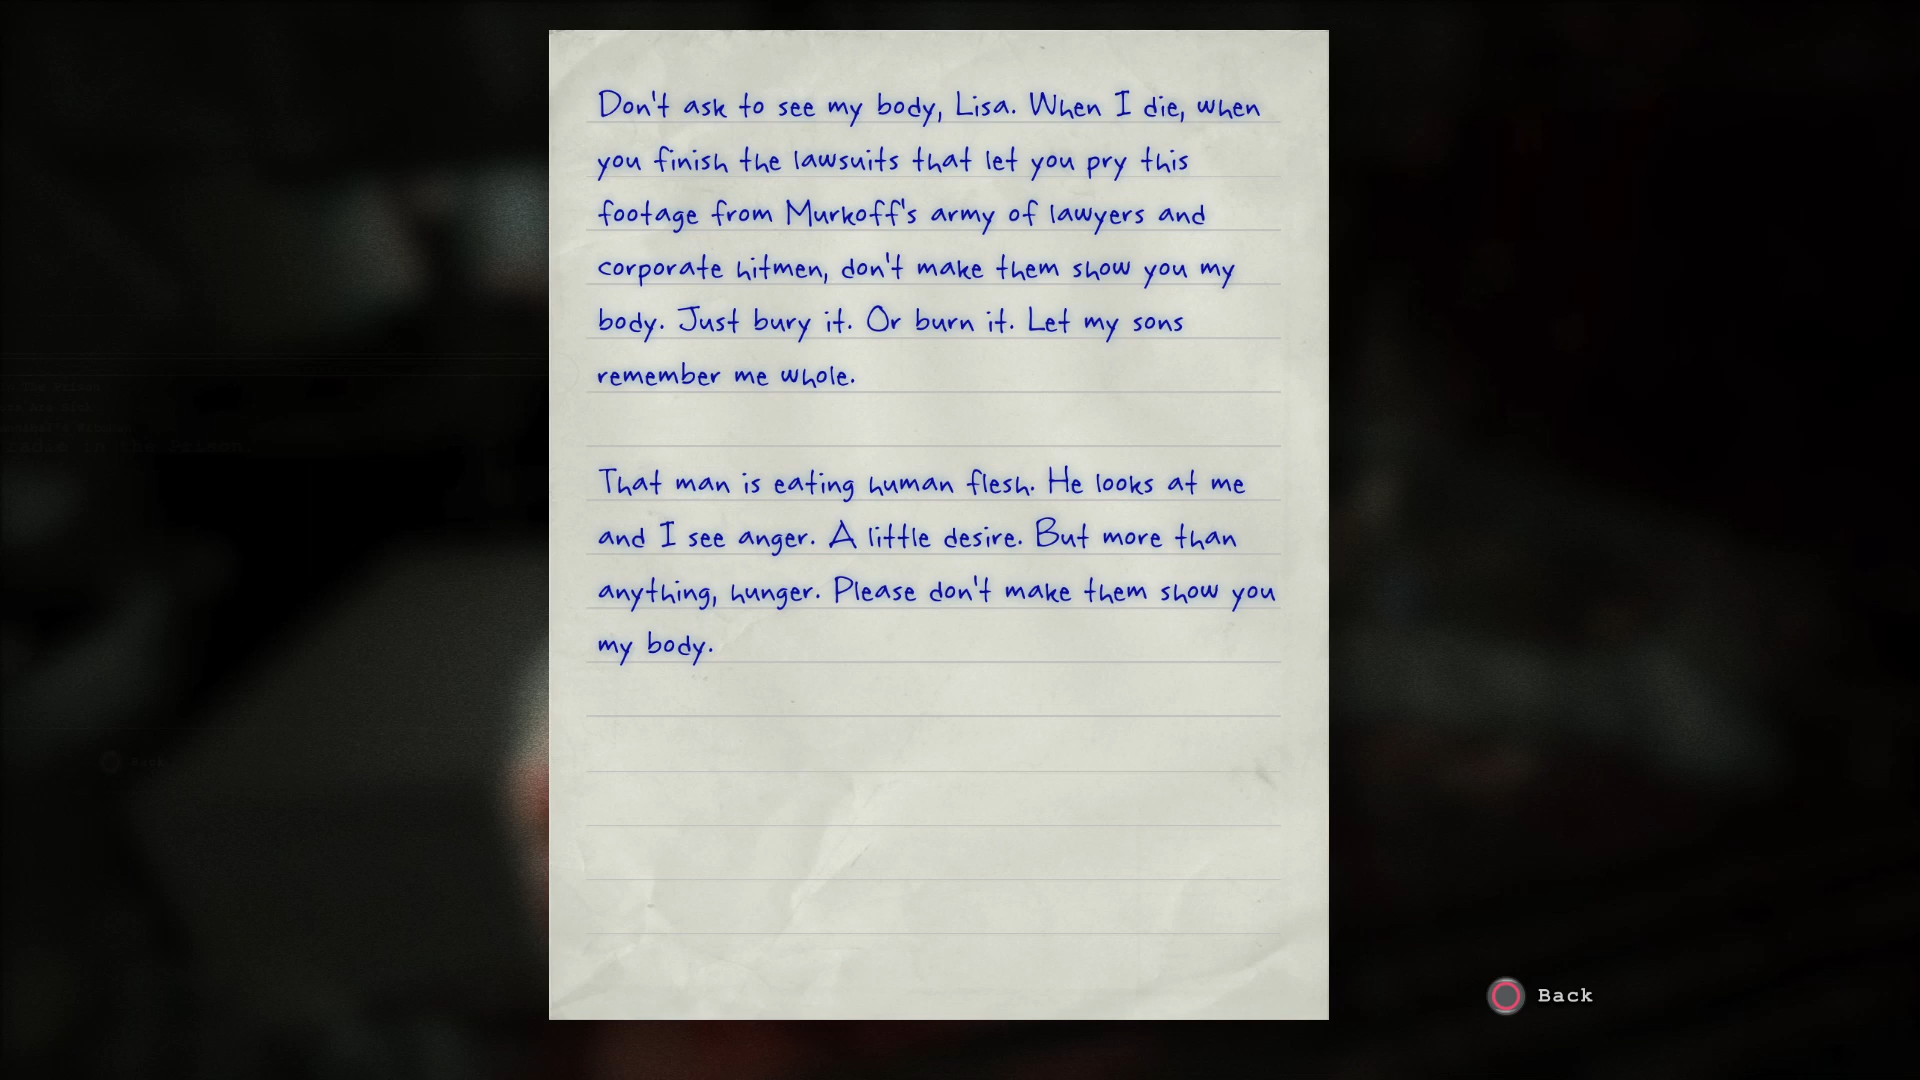 Don't ask to see my body, Lisa. When I die, when
you finish the lawsuits that let you pry this
footage from Murkoff's army of lawyers and
corporate hitmen, don't make them show you my
body. Just bury it. Or burn it. Let my sons
remember me whole.
That man is eating human flesh. He looks at me
and I see anger. A little desire. But more than
anything, hunger. Please don't make them show you
my body.
radio in the Prison.
Back